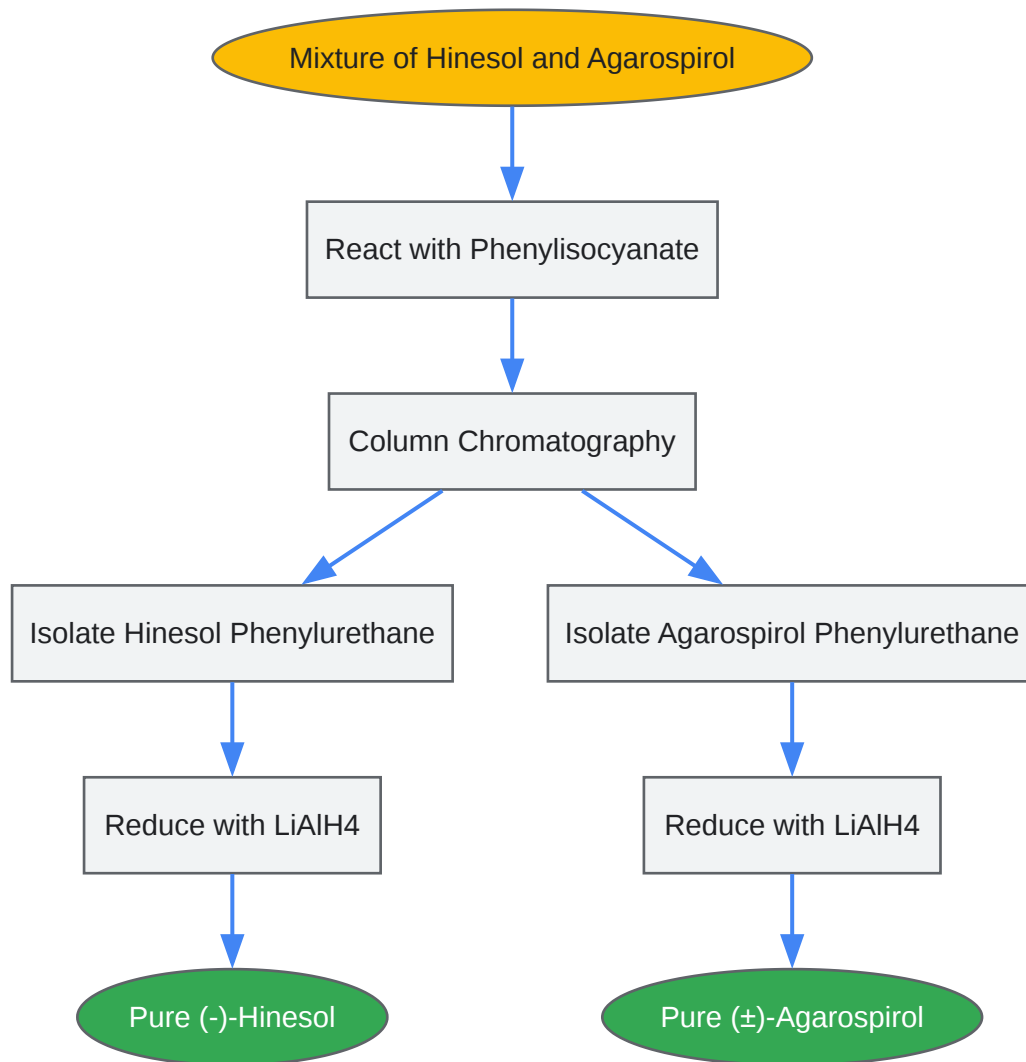 Mixture of Hinesol and Agarospirol
React with Phenylisocyanate
Column Chromatography
Isolate Hinesol Phenylurethane
Isolate Agarospirol Phenylurethane
Reduce with LiAlH4
Reduce with LiAlH4
Pure (-)-Hinesol
Pure (±)-Agarospirol